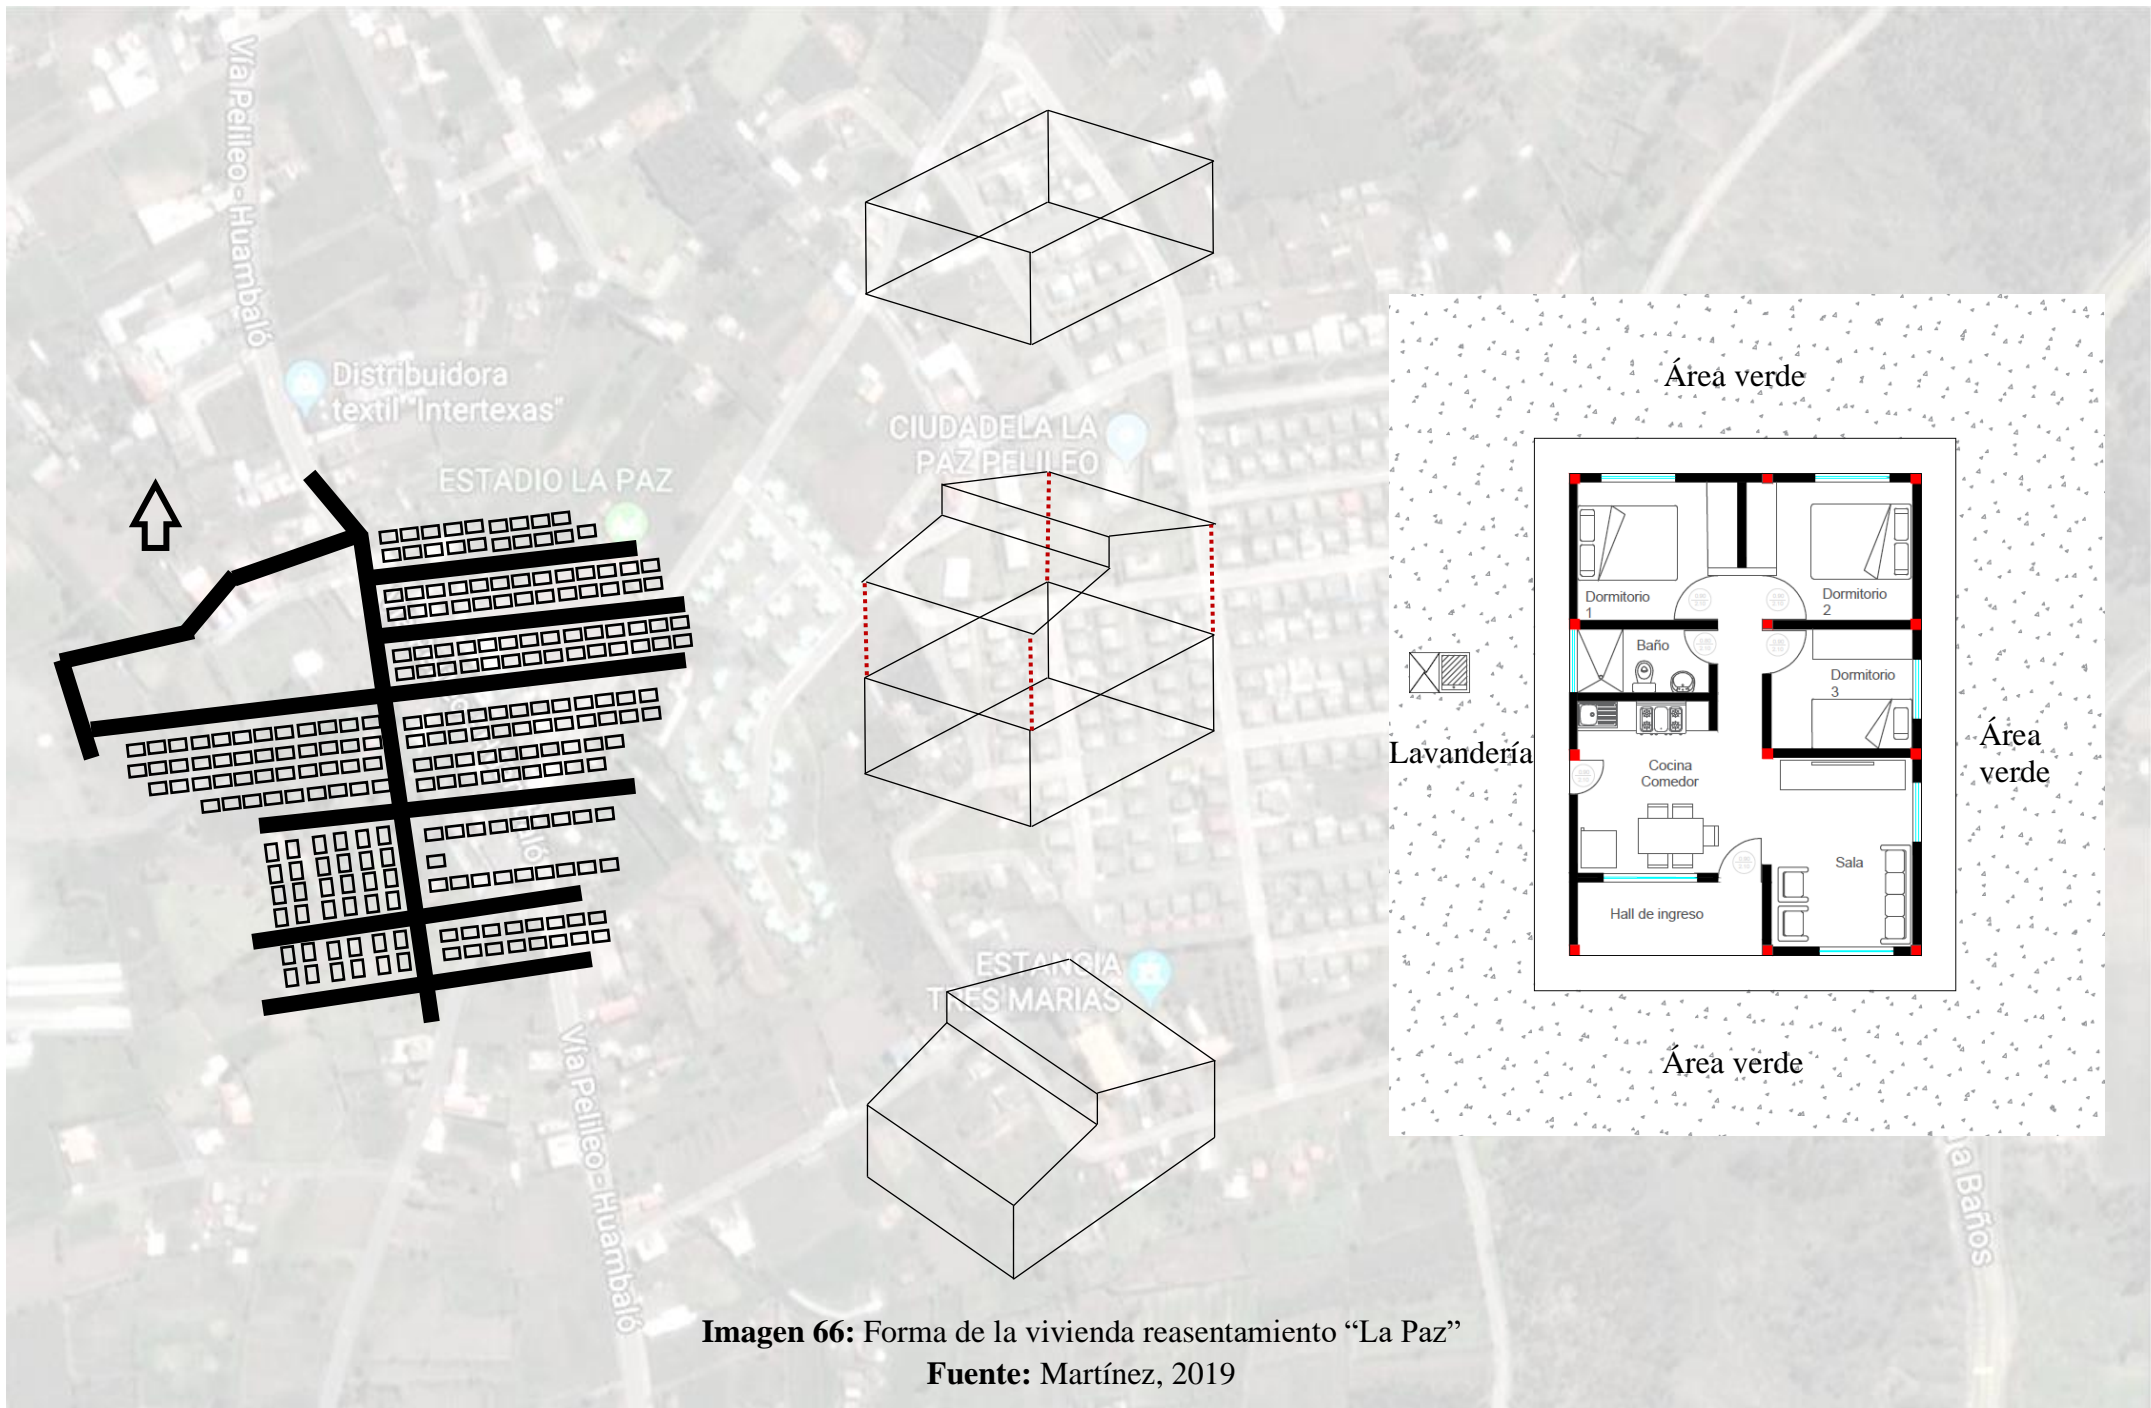 Vía Pelileo - Huambaló
Distribuidora
textil "Intertexas"
ESTADIO LA PAZ
CIUDADELA LA
PAZ PELILEO
ESTANCIA
TRES MARIAS
Vía Pelileo - Huambaló
Baños
Área verde
Dormitorio
1
Dormitorio
2
Baño
Dormitorio
3
Lavandería
Cocina
Comedor
Área
verde
Sala
Hall de ingreso
Área verde
Imagen 66: Forma de la vivienda reasentamiento “La Paz”
Fuente: Martínez, 2019